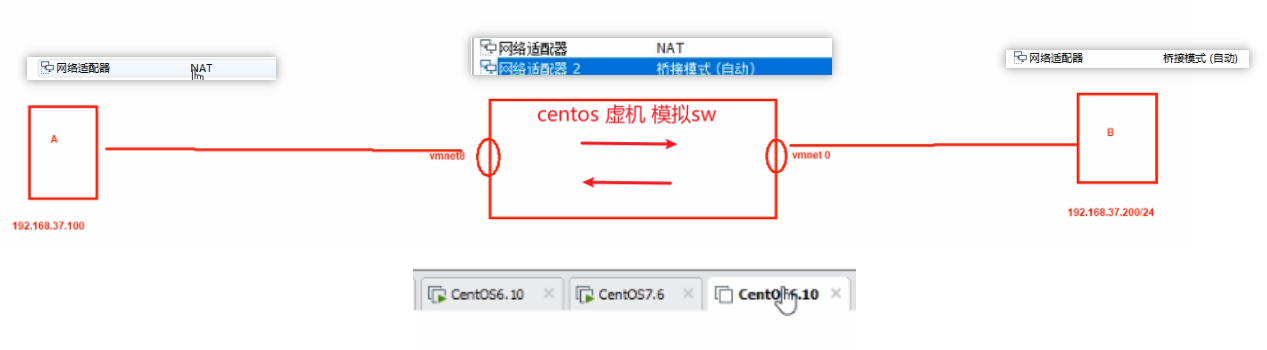 网络适配器 NAT
网络适配器 NAT
网络适配器 2 桥接模式 (自动)
网络适配器 桥接模式 (自动)
centos 虚机 模拟sw
A
vmnet8
vmnet 0
B
192.168.37.100
192.168.37.200/24
CentOS6.10
CentOS7.6
CentOS6.10